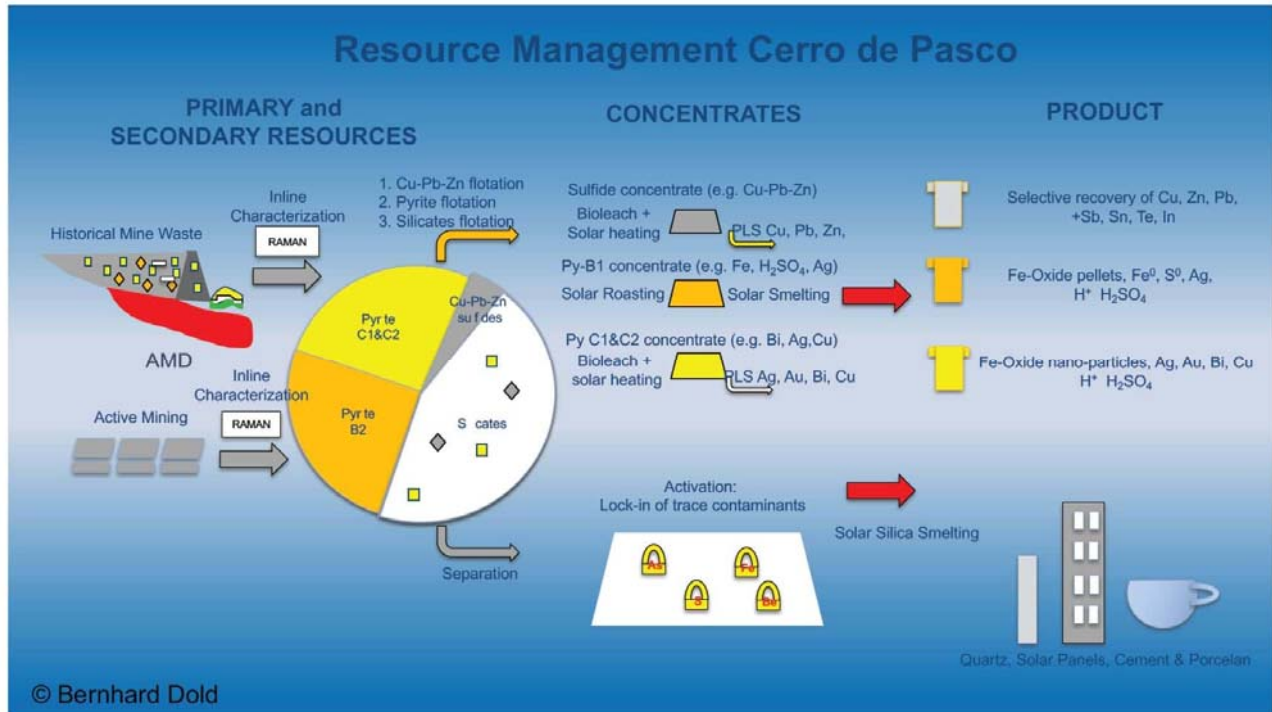 Resource Management Cerro de Pasco
PRIMARY and
SECONDARY RESOURCES
CONCENTRATES
PRODUCT
Inline
Characterization
RAMAN
Historical Mine Waste
AMD
Inline
Characterization
RAMAN
Active Mining
1. Cu-Pb-Zn flotation
2. Pyrite flotation
3. Silicates flotation
Cu-Pb-Zn
su f des
Pyr te
C1&C2
Pyr te
B2
S cates
Separation
Sulfide concentrate (e.g. Cu-Pb-Zn)
Bioleach +
Solar heating
PLS Cu, Pb, Zn,
Py-B1 concentrate (e.g. Fe, H₂SO₄, Ag)
Solar Roasting
Solar Smelting
Py C1&C2 concentrate (e.g. Bi, Ag,Cu)
Bioleach +
solar heating
PLS Ag, Au, Bi, Cu
Activation:
Lock-in of trace contaminants
As
Fe
S
Be
Solar Silica Smelting
Selective recovery of Cu, Zn, Pb,
+Sb, Sn, Te, In
Fe-Oxide pellets, Fe⁰, S⁰, Ag,
H⁺ H₂SO₄
Fe-Oxide nano-particles, Ag, Au, Bi, Cu
H⁺ H₂SO₄
Quartz, Solar Panels, Cement & Porcelan
© Bernhard Dold